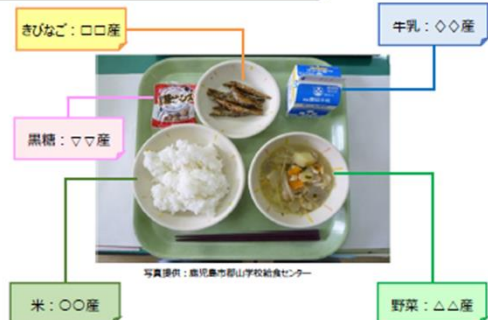 きびなご：□□産
牛乳：◇◇産
黒糖：▽▽産
写真提供：鹿児島市郡山学校給食センター
米：○○産
野菜：△△産